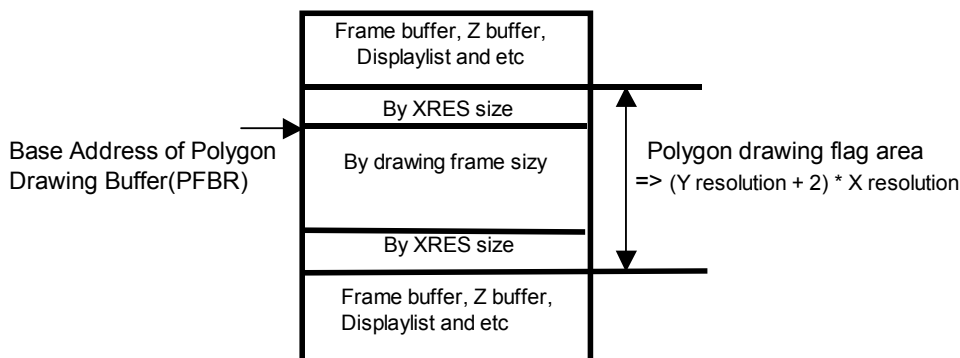 Frame buffer, Z buffer,
Displaylist and etc
By XRES size
Base Address of Polygon
Drawing Buffer(PFBR)
By drawing frame sizy
Polygon drawing flag area
=> (Y resolution + 2) * X resolution
By XRES size
Frame buffer, Z buffer,
Displaylist and etc